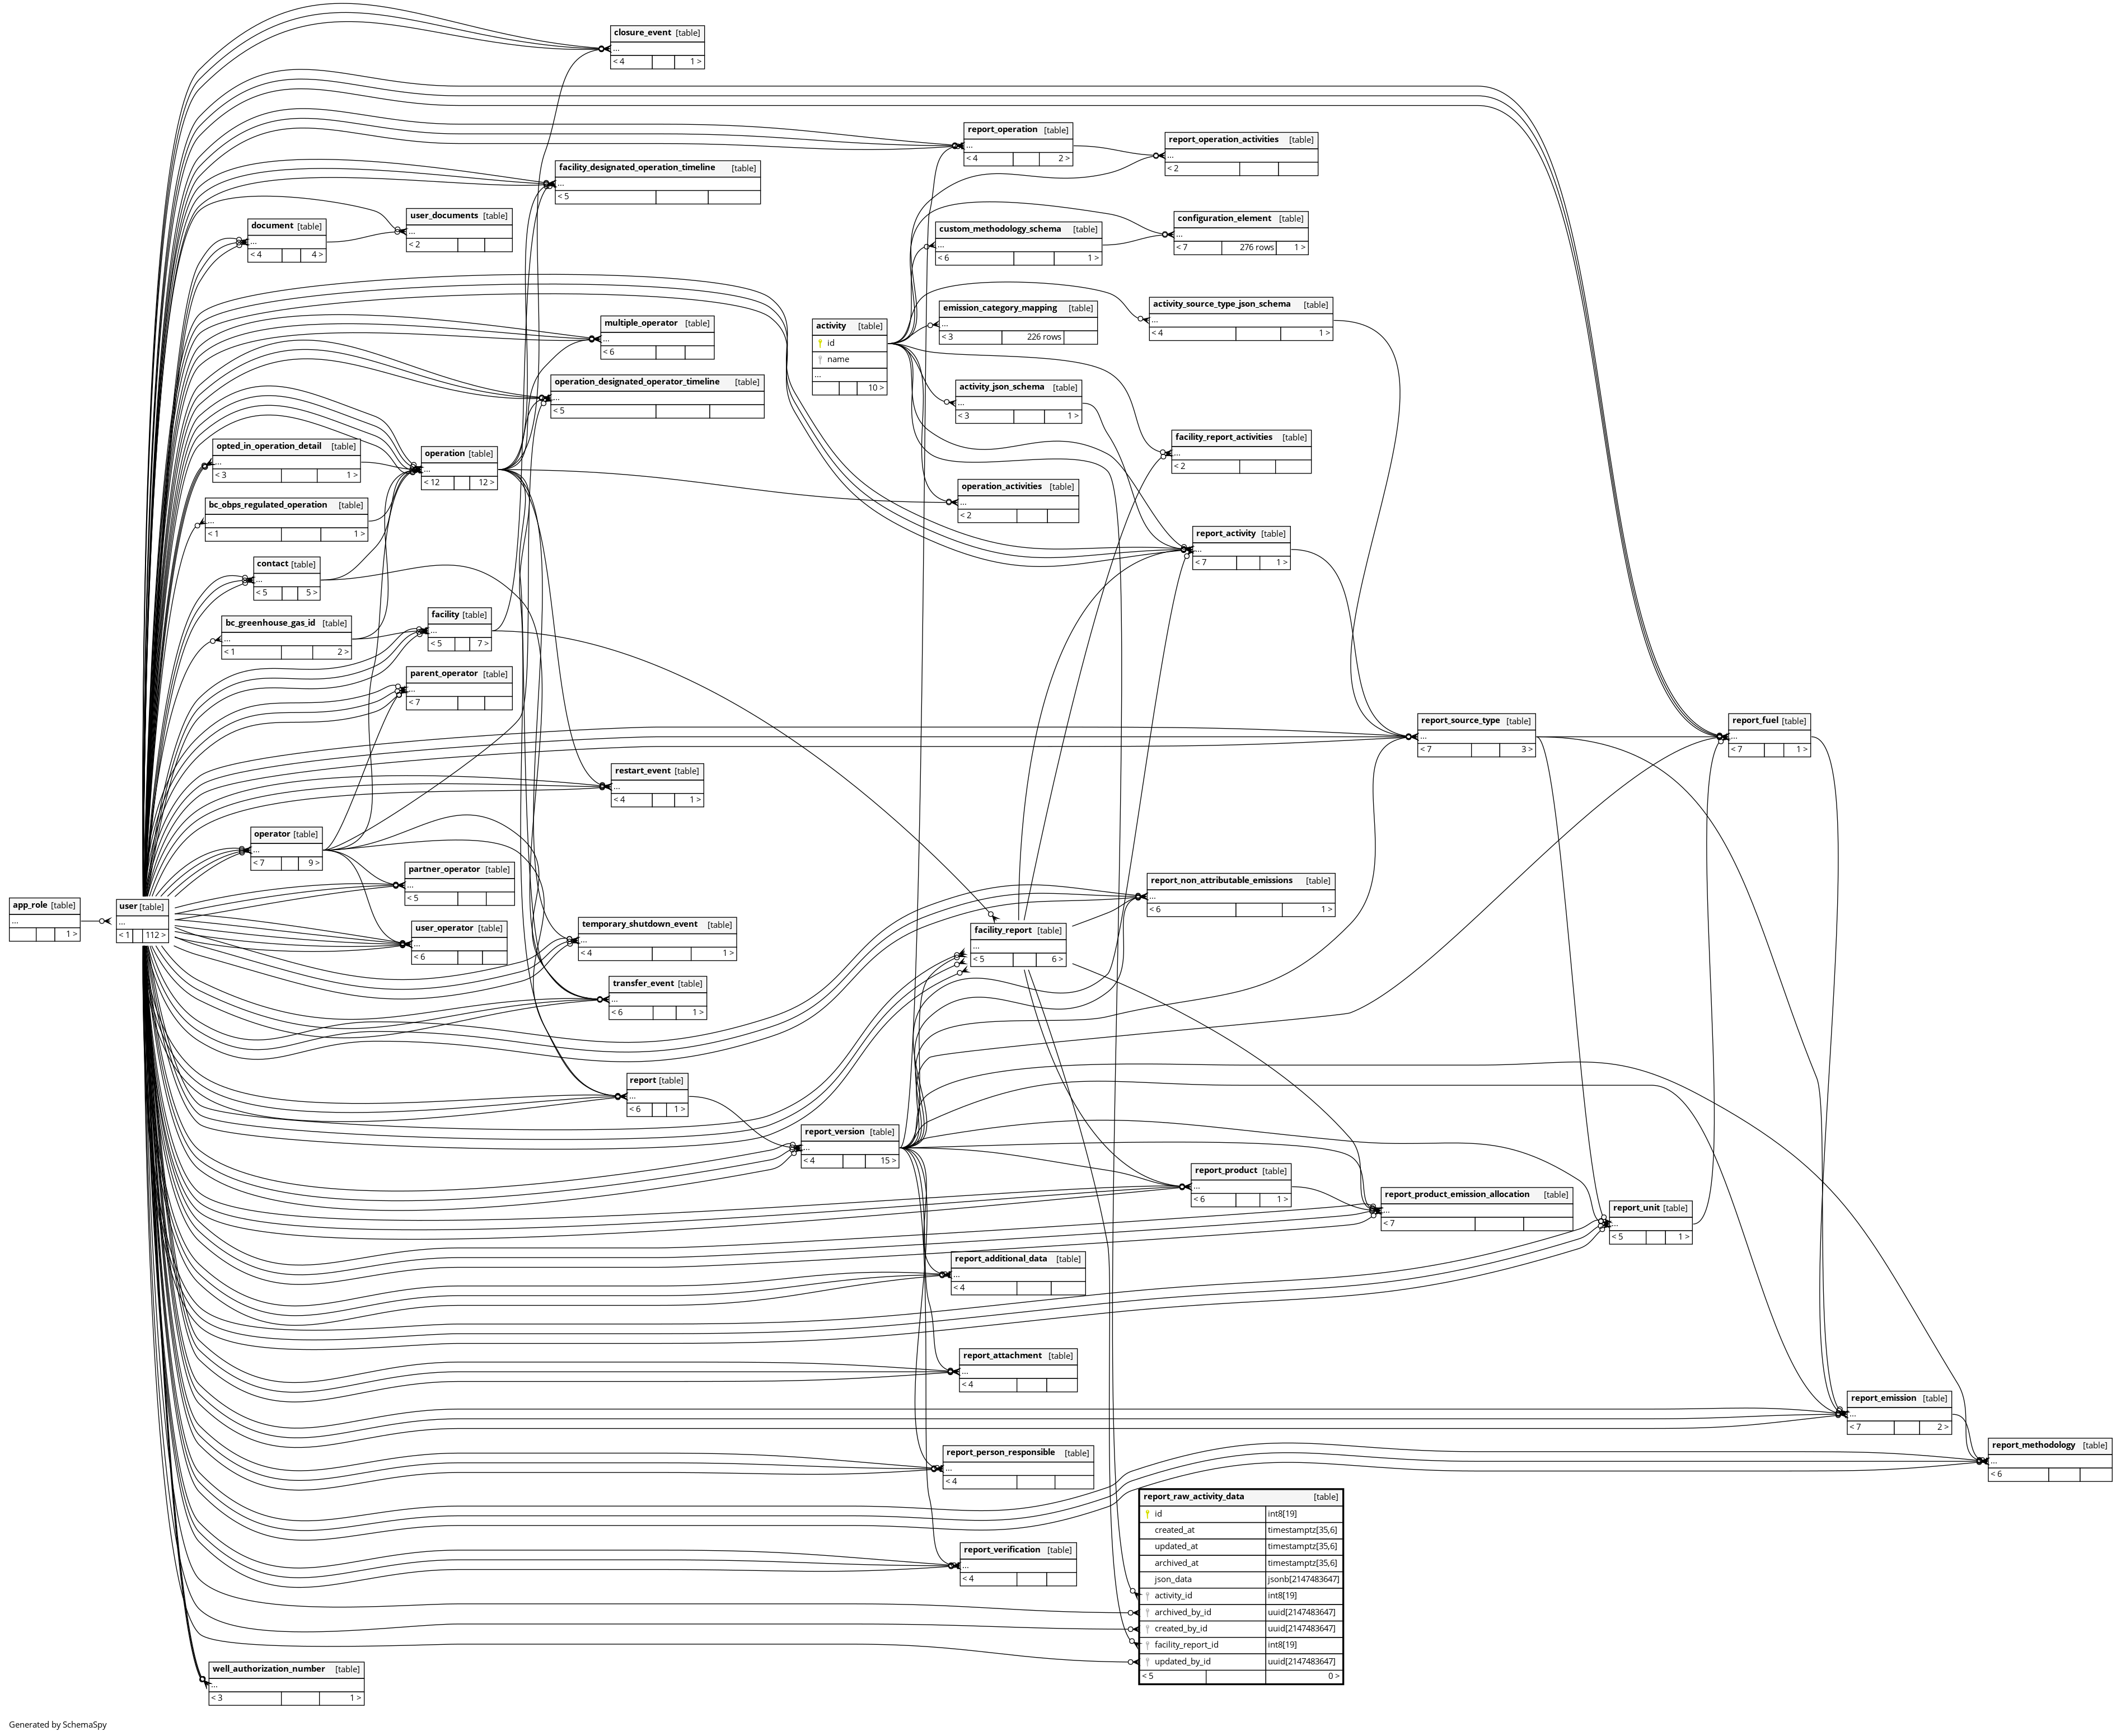 closure_event [table]
...
< 4 1 >
report_operation [table]
...
< 4 2 >
report_operation_activities [table]
...
< 2
facility_designated_operation_timeline [table]
...
< 5
user_documents [table]
...
< 2
document [table]
...
< 4 4 >
configuration_element [table]
...
< 7 276 rows 1 >
custom_methodology_schema [table]
...
< 6 1 >
activity_source_type_json_schema [table]
...
< 4 1 >
emission_category_mapping [table]
...
< 3 226 rows
multiple_operator [table]
...
< 6
activity [table]
id
name
...
10 >
operation_designated_operator_timeline [table]
...
< 5
activity_json_schema [table]
...
< 3 1 >
facility_report_activities [table]
...
< 2
opted_in_operation_detail [table]
...
< 3 1 >
operation [table]
...
< 12 12 >
operation_activities [table]
...
< 2
bc_obps_regulated_operation [table]
...
< 1 1 >
report_activity [table]
...
< 7 1 >
contact [table]
...
< 5 5 >
facility [table]
...
< 5 7 >
bc_greenhouse_gas_id [table]
...
< 1 2 >
parent_operator [table]
...
< 7
report_source_type [table]
...
< 7 3 >
report_fuel [table]
...
< 7 1 >
restart_event [table]
...
< 4 1 >
operator [table]
...
< 7 9 >
partner_operator [table]
...
< 5
report_non_attributable_emissions [table]
...
< 6 1 >
app_role [table]
...
1 >
user [table]
...
< 1 112 >
user_operator [table]
...
< 6
temporary_shutdown_event [table]
...
< 4 1 >
facility_report [table]
...
< 5 6 >
transfer_event [table]
...
< 6 1 >
report [table]
...
< 6 1 >
report_version [table]
...
< 4 15 >
report_product [table]
...
< 6 1 >
report_product_emission_allocation [table]
...
< 7
report_unit [table]
...
< 5 1 >
report_additional_data [table]
...
< 4
report_attachment [table]
...
< 4
report_emission [table]
...
< 7 2 >
report_person_responsible [table]
...
< 4
report_methodology [table]
...
< 6
report_raw_activity_data [table]
id int8[19]
created_at timestamptz[35,6]
updated_at timestamptz[35,6]
archived_at timestamptz[35,6]
json_data jsonb[2147483647]
activity_id int8[19]
archived_by_id uuid[2147483647]
created_by_id uuid[2147483647]
facility_report_id int8[19]
updated_by_id uuid[2147483647]
< 5 0 >
report_verification [table]
...
< 4
well_authorization_number [table]
...
< 3 1 >
Generated by SchemaSpy